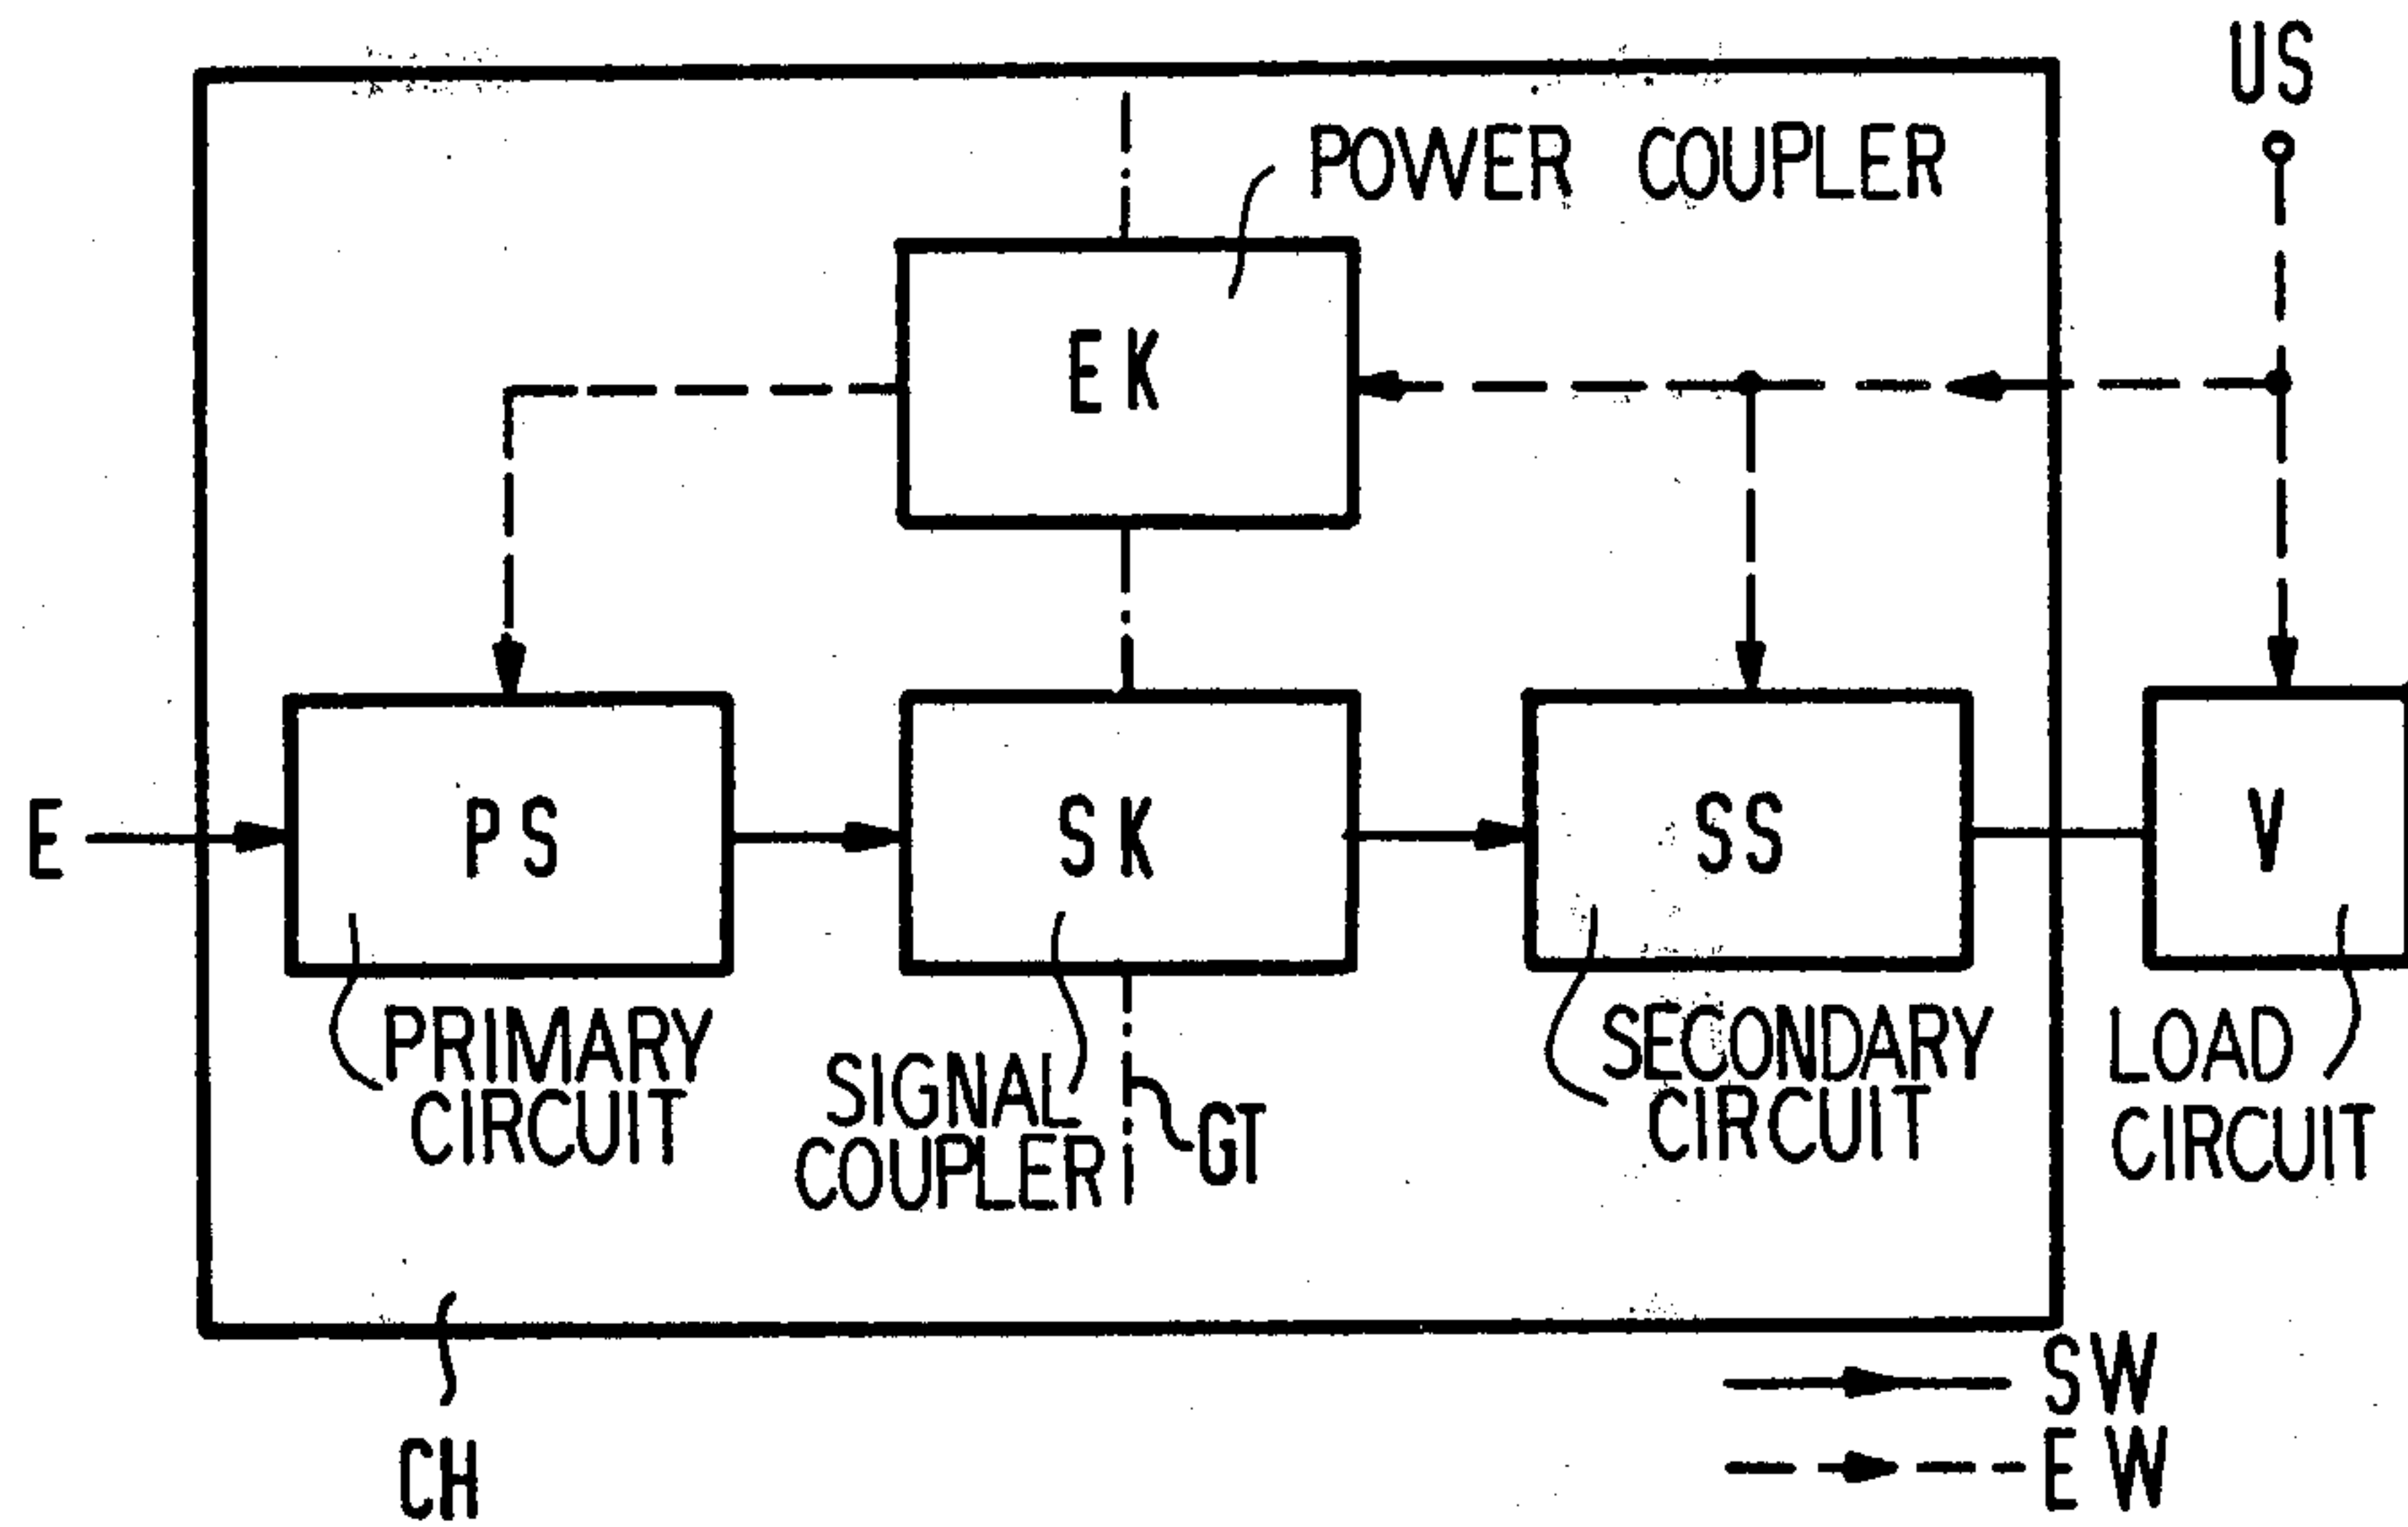 US
POWER COUPLER
EK
E
PS
SK
SS
V
PRIMARY
CIRCUIT
SIGNAL
COUPLER
GT
SECONDARY
CIRCUIT
LOAD
CIRCUIT
CH
SW
EW